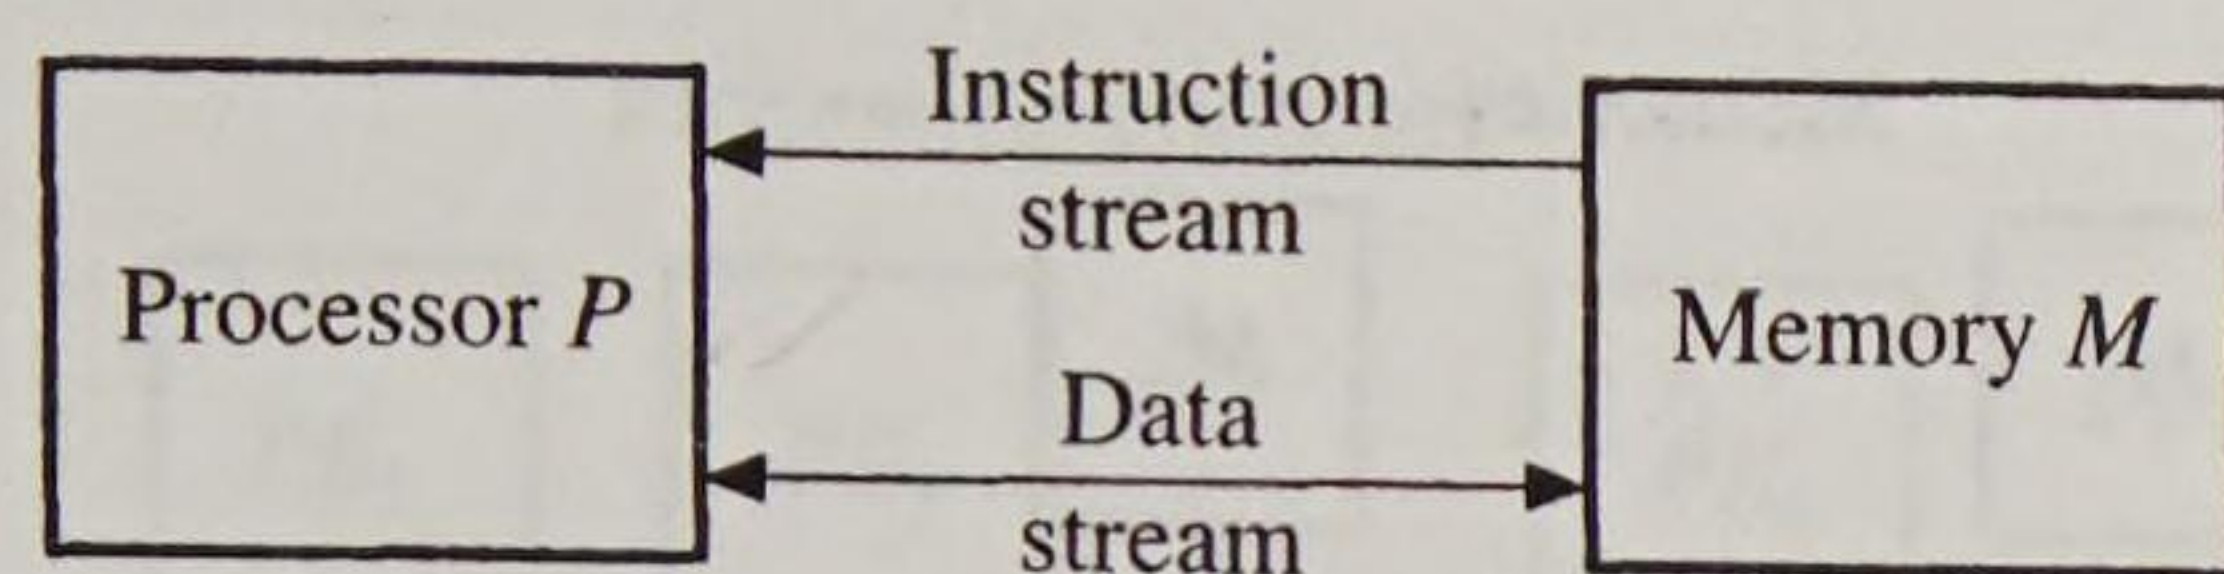 Instruction
stream
Processor P
Memory M
Data
stream